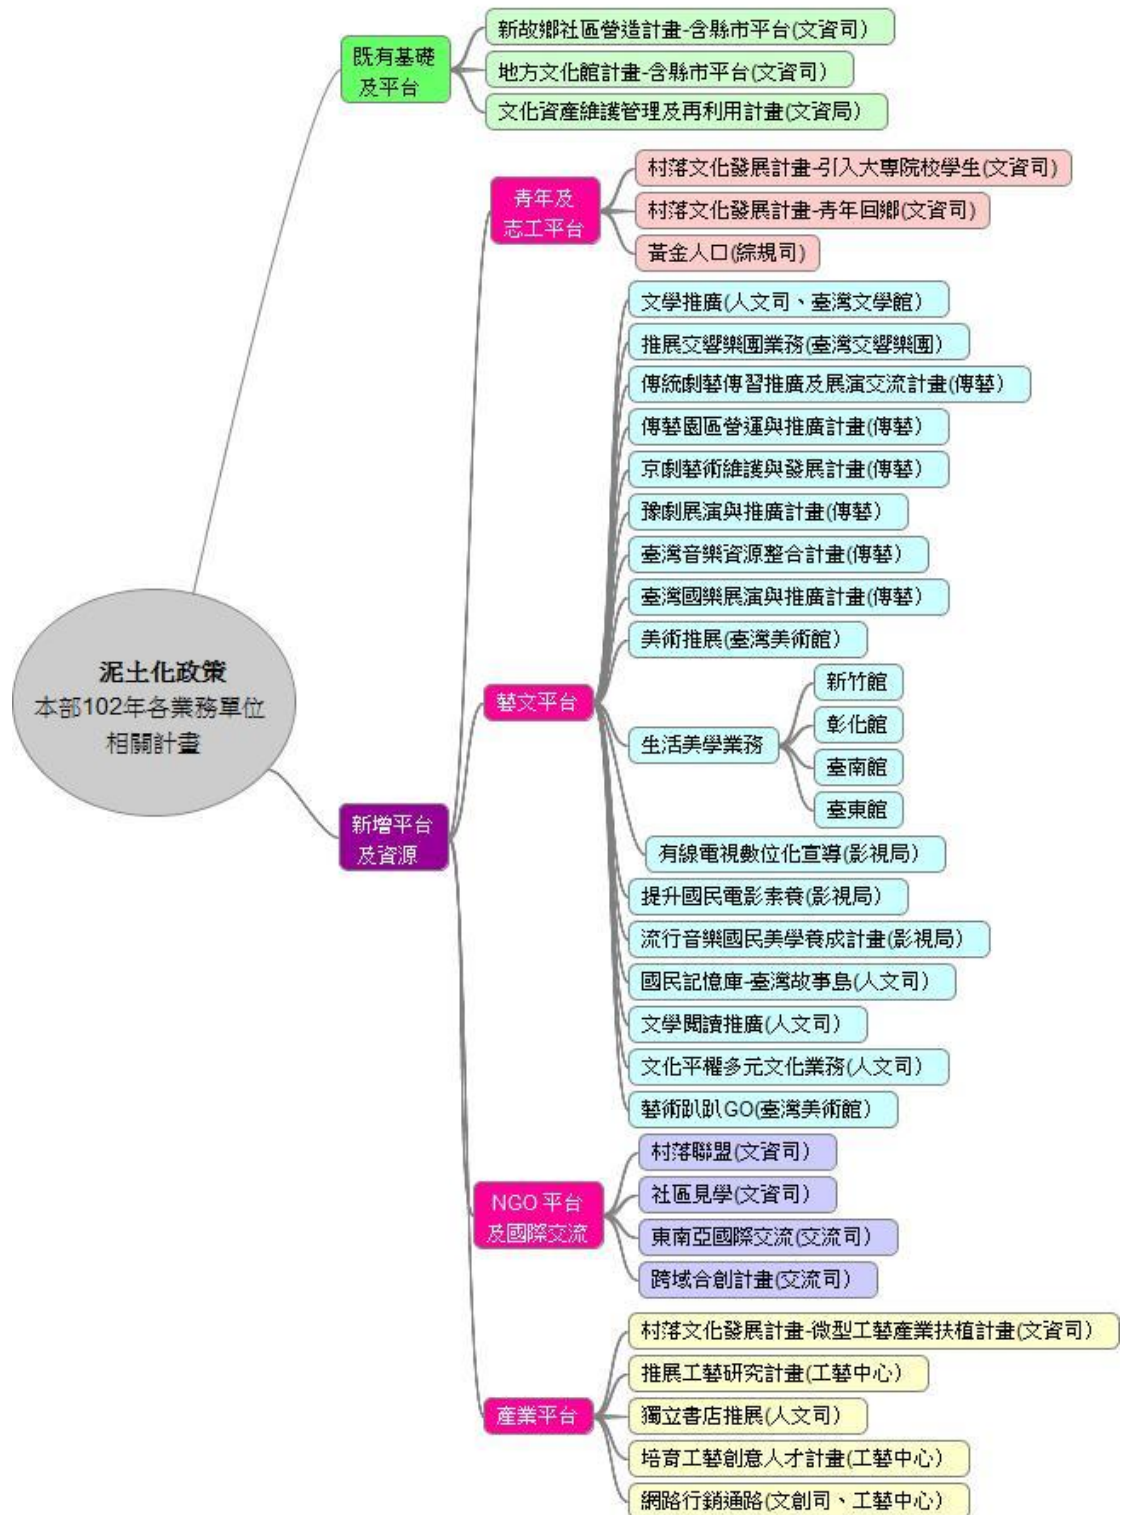 既有基礎
及平台
新故鄉社區營造計畫-含縣市平台(文資司)
地方文化館計畫-含縣市平台(文資司)
文化資產維護管理及再利用計畫(文資局)
泥土化政策
本部102年各業務單位
相關計畫
新增平台
及資源
青年及
志工平台
村落文化發展計畫-引入大專院校學生(文資司)
村落文化發展計畫-青年回鄉(文資司)
黃金人口(綜規司)
藝文平台
文學推廣(人文司、臺灣文學館)
推展交響樂團業務(臺灣交響樂團)
傳統劇藝傳習推廣及展演交流計畫(傳藝)
傳藝園區營運與推廣計畫(傳藝)
京劇藝術維護與發展計畫(傳藝)
豫劇展演與推廣計畫(傳藝)
臺灣音樂資源整合計畫(傳藝)
臺灣國樂展演與推廣計畫(傳藝)
美術推展(臺灣美術館)
生活美學業務
新竹館
彰化館
臺南館
臺東館
有線電視數位化宣導(影視局)
提升國民電影素養(影視局)
流行音樂國民美學養成計畫(影視局)
國民記憶庫-臺灣故事島(人文司)
文學閱讀推廣(人文司)
文化平權多元文化業務(人文司)
藝術趴趴GO(臺灣美術館)
NGO 平台
及國際交流
村落聯盟(文資司)
社區見學(文資司)
東南亞國際交流(交流司)
跨域合創計畫(交流司)
產業平台
村落文化發展計畫-微型工藝產業扶植計畫(文資司)
推展工藝研究計畫(工藝中心)
獨立書店推展(人文司)
培育工藝創意人才計畫(工藝中心)
網路行銷通路(文創司、工藝中心)